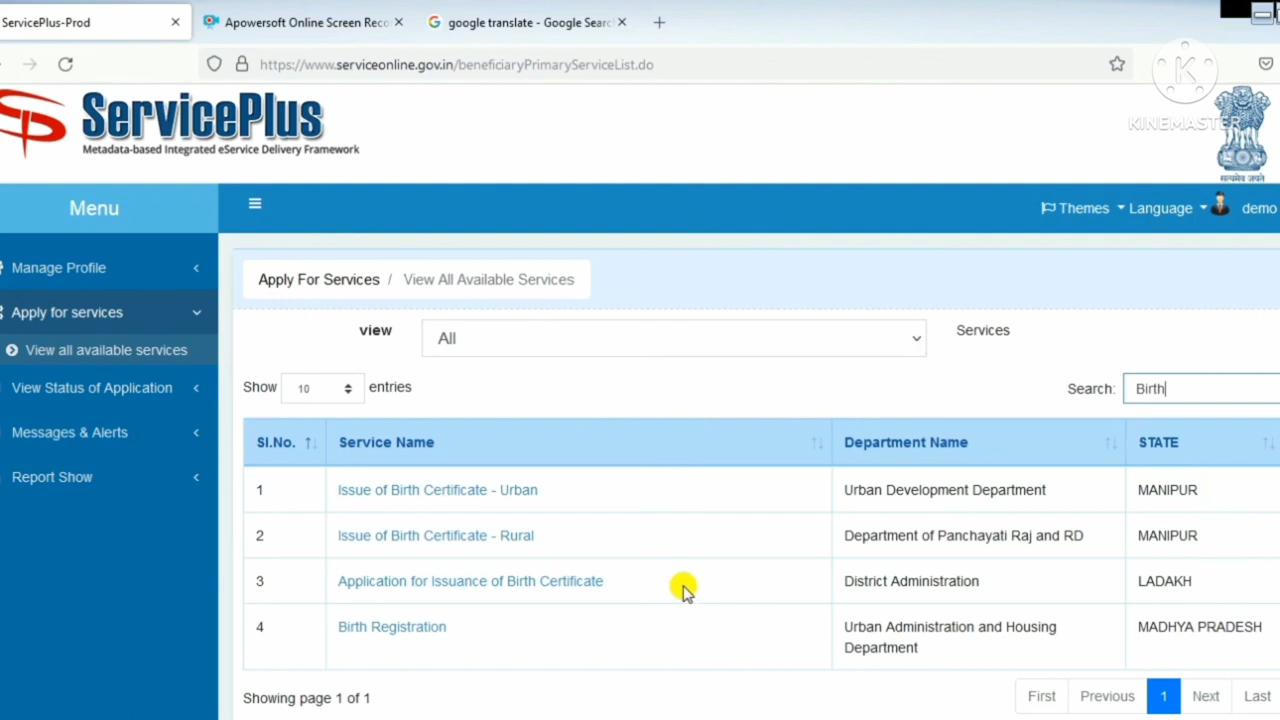 ServicePlus-Prod
Apowersoft Online Screen Reco
google translate - Google Searc
https://www.serviceonline.gov.in/beneficiaryPrimaryServiceList.do
KINEMASTER
ServicePlus
Metadata-based Integrated eService Delivery Framework
सत्यमेव जयते
Menu
Themes Language demo
Manage Profile
Apply for services
View all available services
View Status of Application
Messages & Alerts
Report Show
Apply For Services / View All Available Services
view All Services
Show 10 entries Search: Birth
Sl.No. Service Name Department Name STATE
1 Issue of Birth Certificate - Urban Urban Development Department MANIPUR
2 Issue of Birth Certificate - Rural Department of Panchayati Raj and RD MANIPUR
3 Application for Issuance of Birth Certificate District Administration LADAKH
4 Birth Registration Urban Administration and Housing MADHYA PRADESH
Department
Showing page 1 of 1 First Previous 1 Next Last